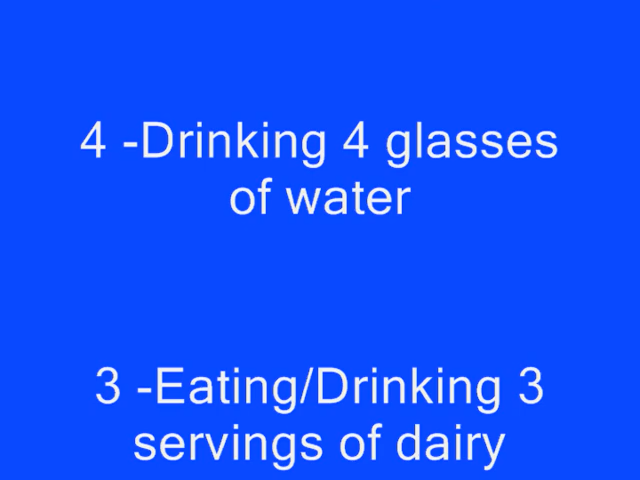 4 -Drinking 4 glasses
of water
3 -Eating/Drinking 3
servings of dairy